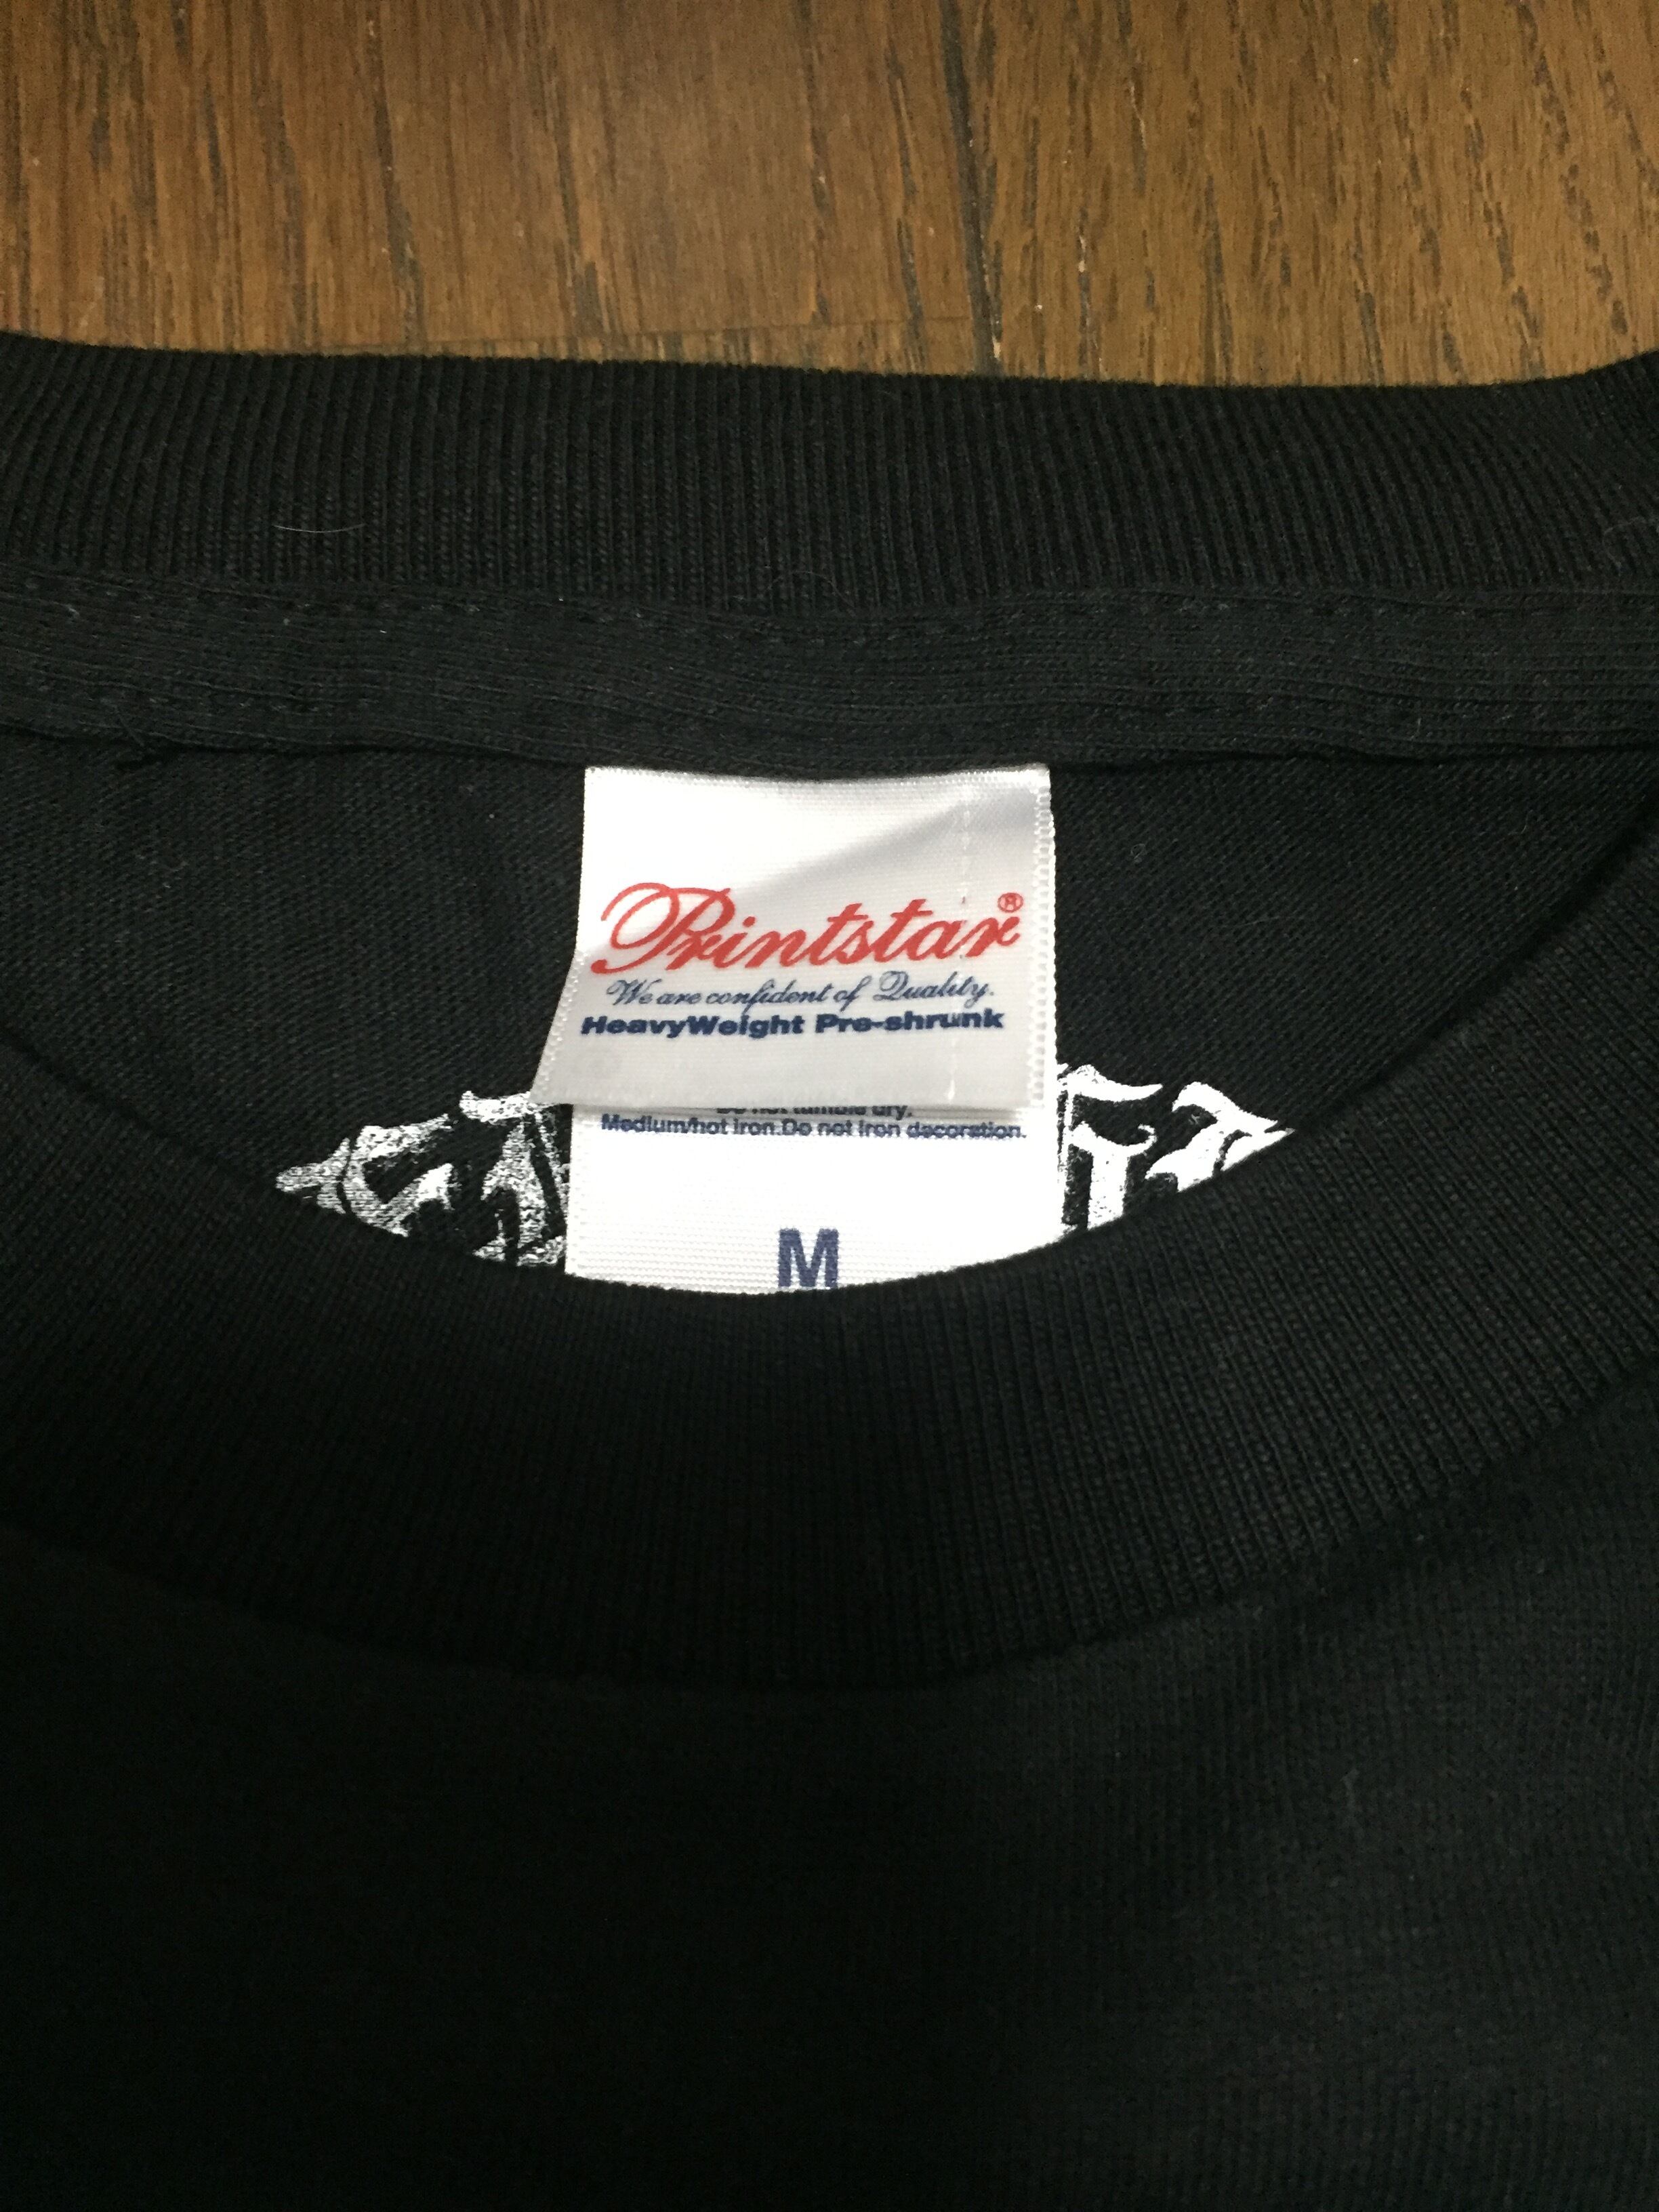 Printstar®
We are confident of Quality.
HeavyWeight Pre-shrunk
Do not tumble dry.
Medium/hot iron.Do not iron decoration.
M